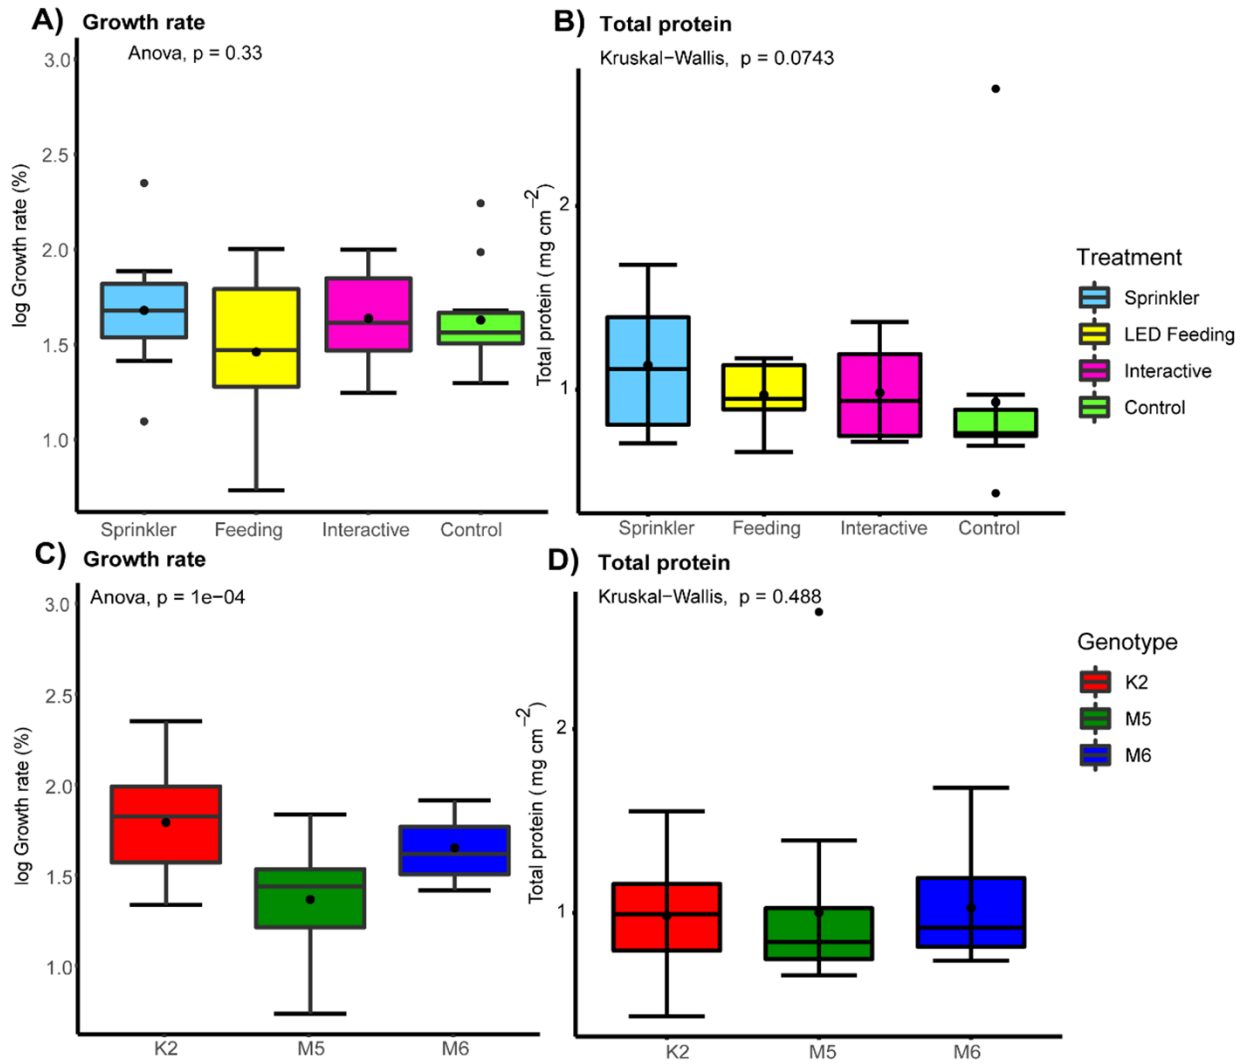 A) Growth rate
Anova, p = 0.33
3.0
2.5
2.0
1.5
1.0
log Growth rate (%)
Sprinkler Feeding Interactive Control
B) Total protein
Kruskal−Wallis, p = 0.0743
2
1
Total protein ( mg cm−2)
Sprinkler Feeding Interactive Control
Treatment
Sprinkler
LED Feeding
Interactive
Control
C) Growth rate
Anova, p = 1e−04
3.0
2.5
2.0
1.5
1.0
log Growth rate (%)
K2 M5 M6
D) Total protein
Kruskal−Wallis, p = 0.488
2
1
Total protein ( mg cm−2)
K2 M5 M6
Genotype
K2
M5
M6